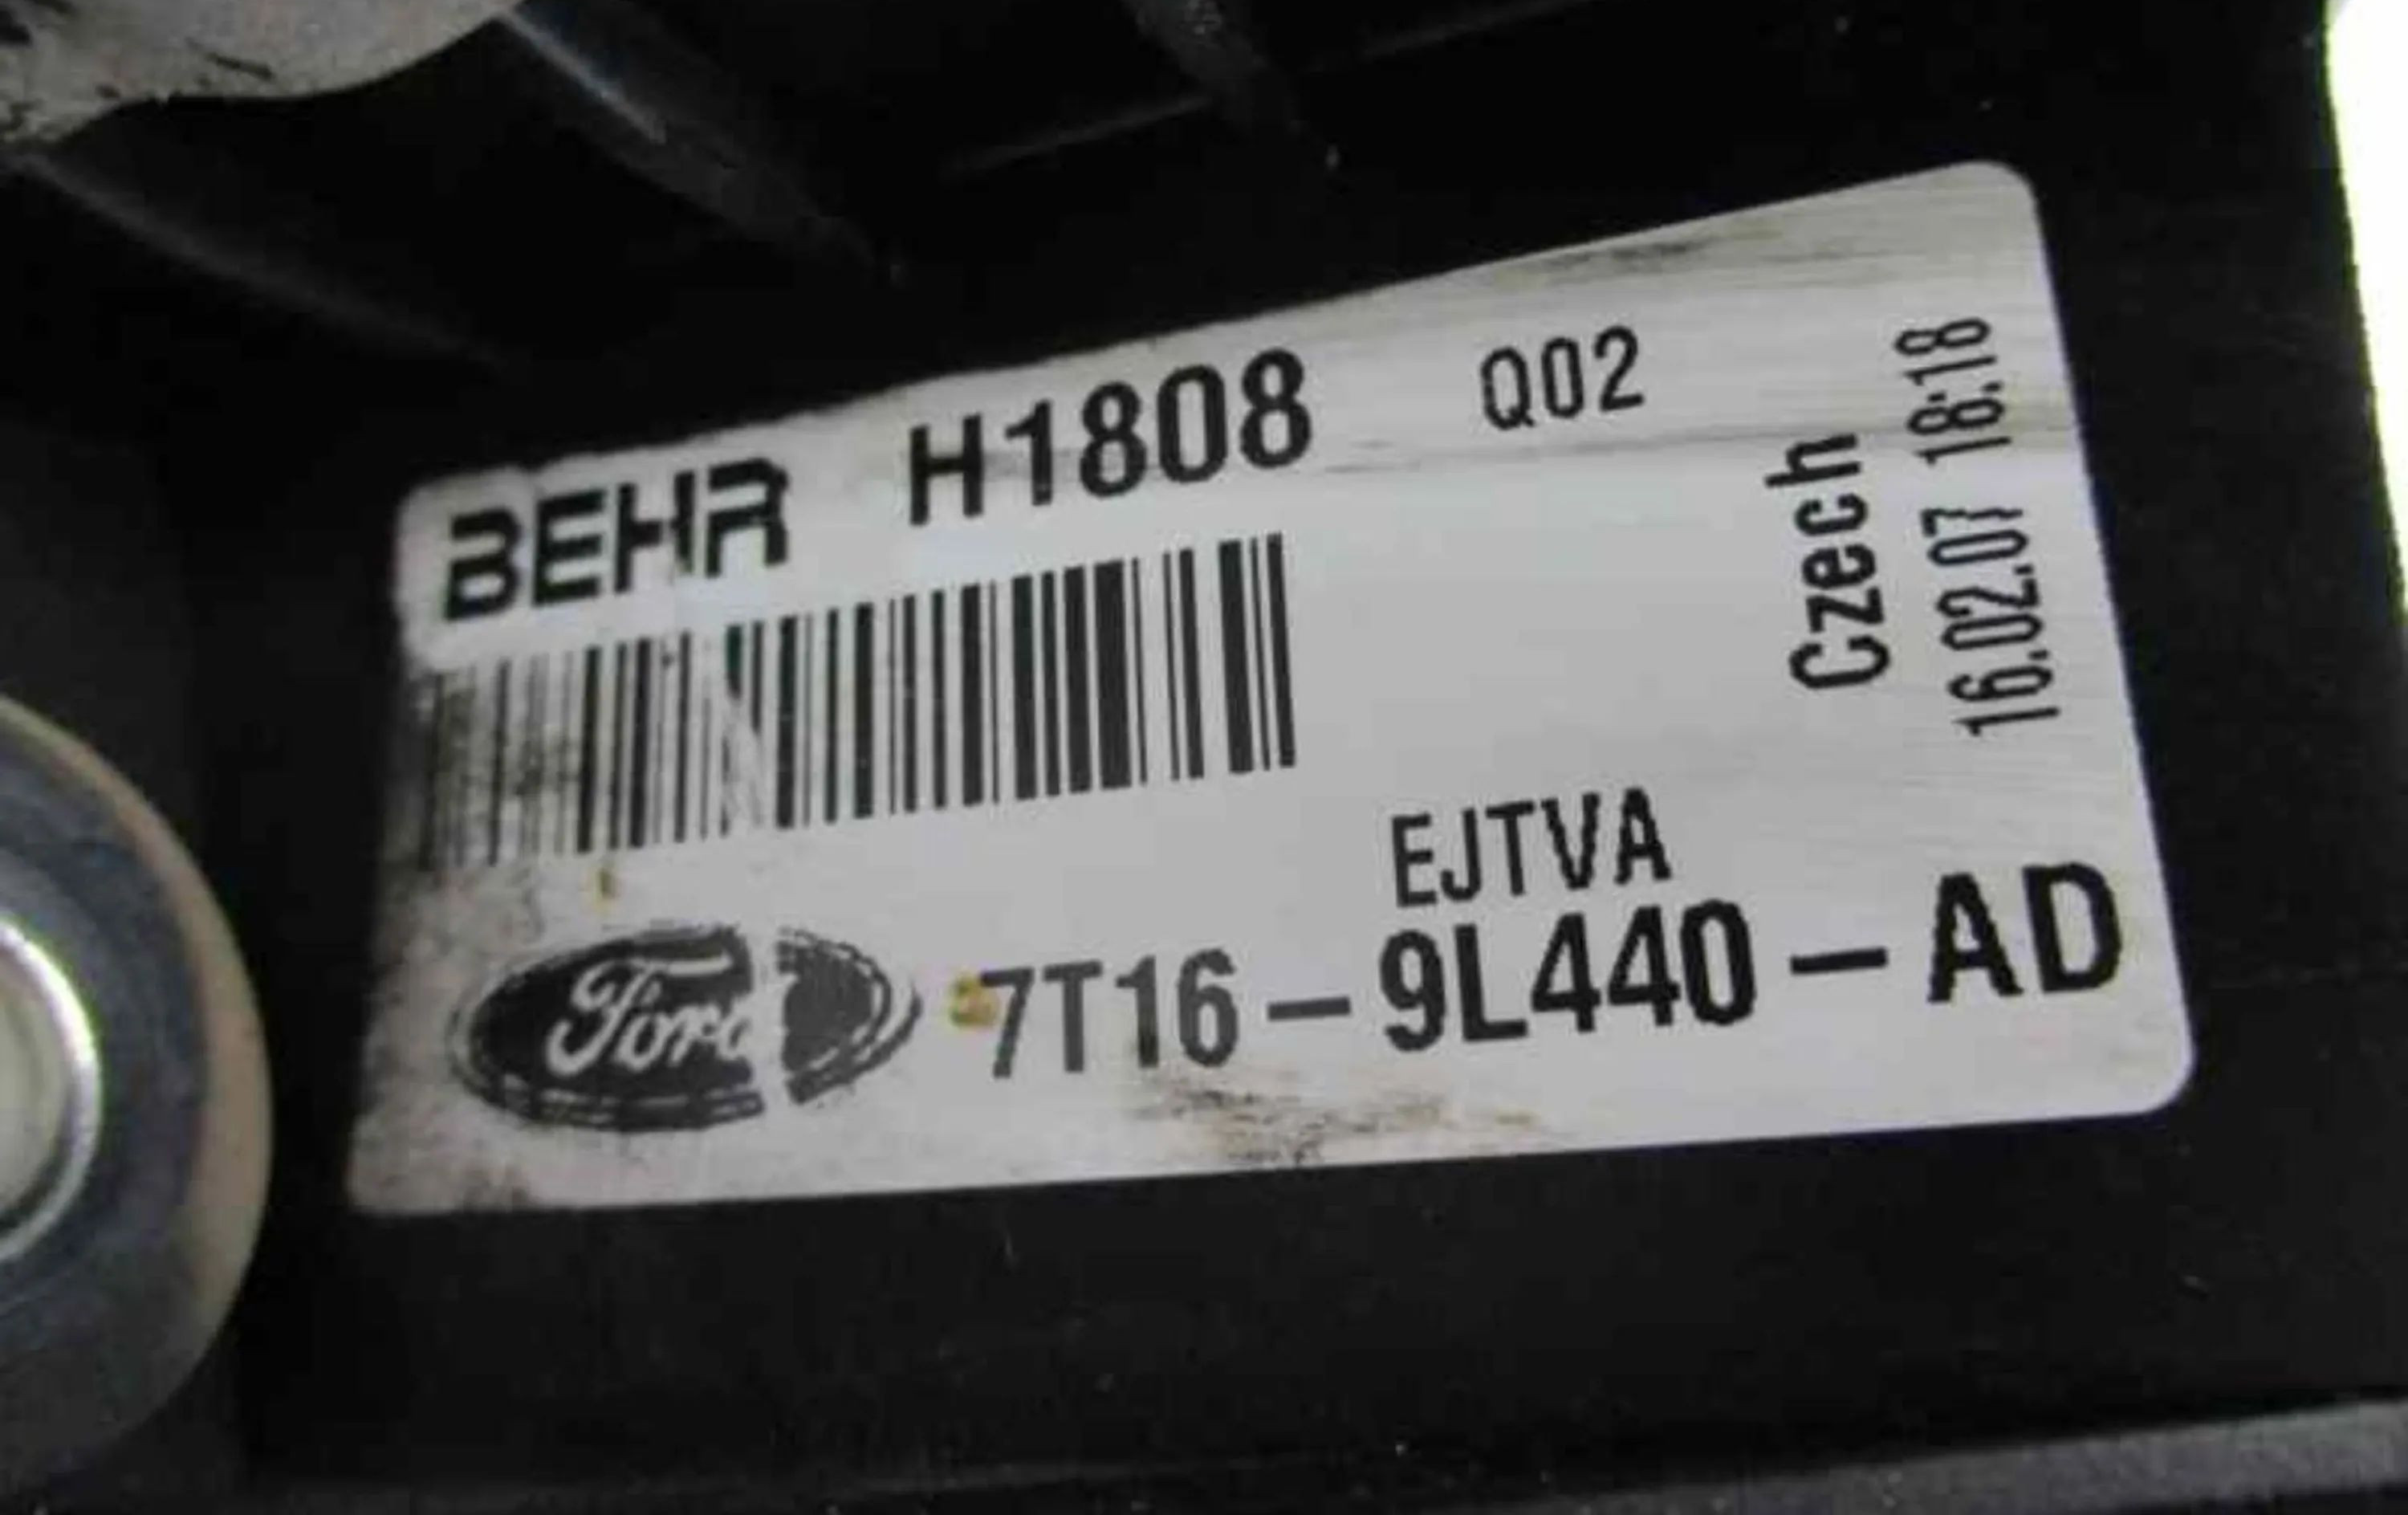 BEHR H1808 Q02
Czech
16.02.07 18:18
EJTVA
Ford 7T16-9L440-AD